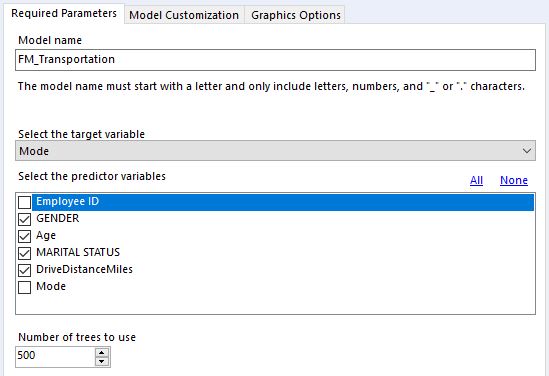 Required Parameters Model Customization Graphics Options
Model name
FM_Transportation
The model name must start with a letter and only include letters, numbers, and "_" or "." characters.
Select the target variable
Mode
Select the predictor variables All None
Employee ID
GENDER
Age
MARITAL STATUS
DriveDistanceMiles
Mode
Number of trees to use
500